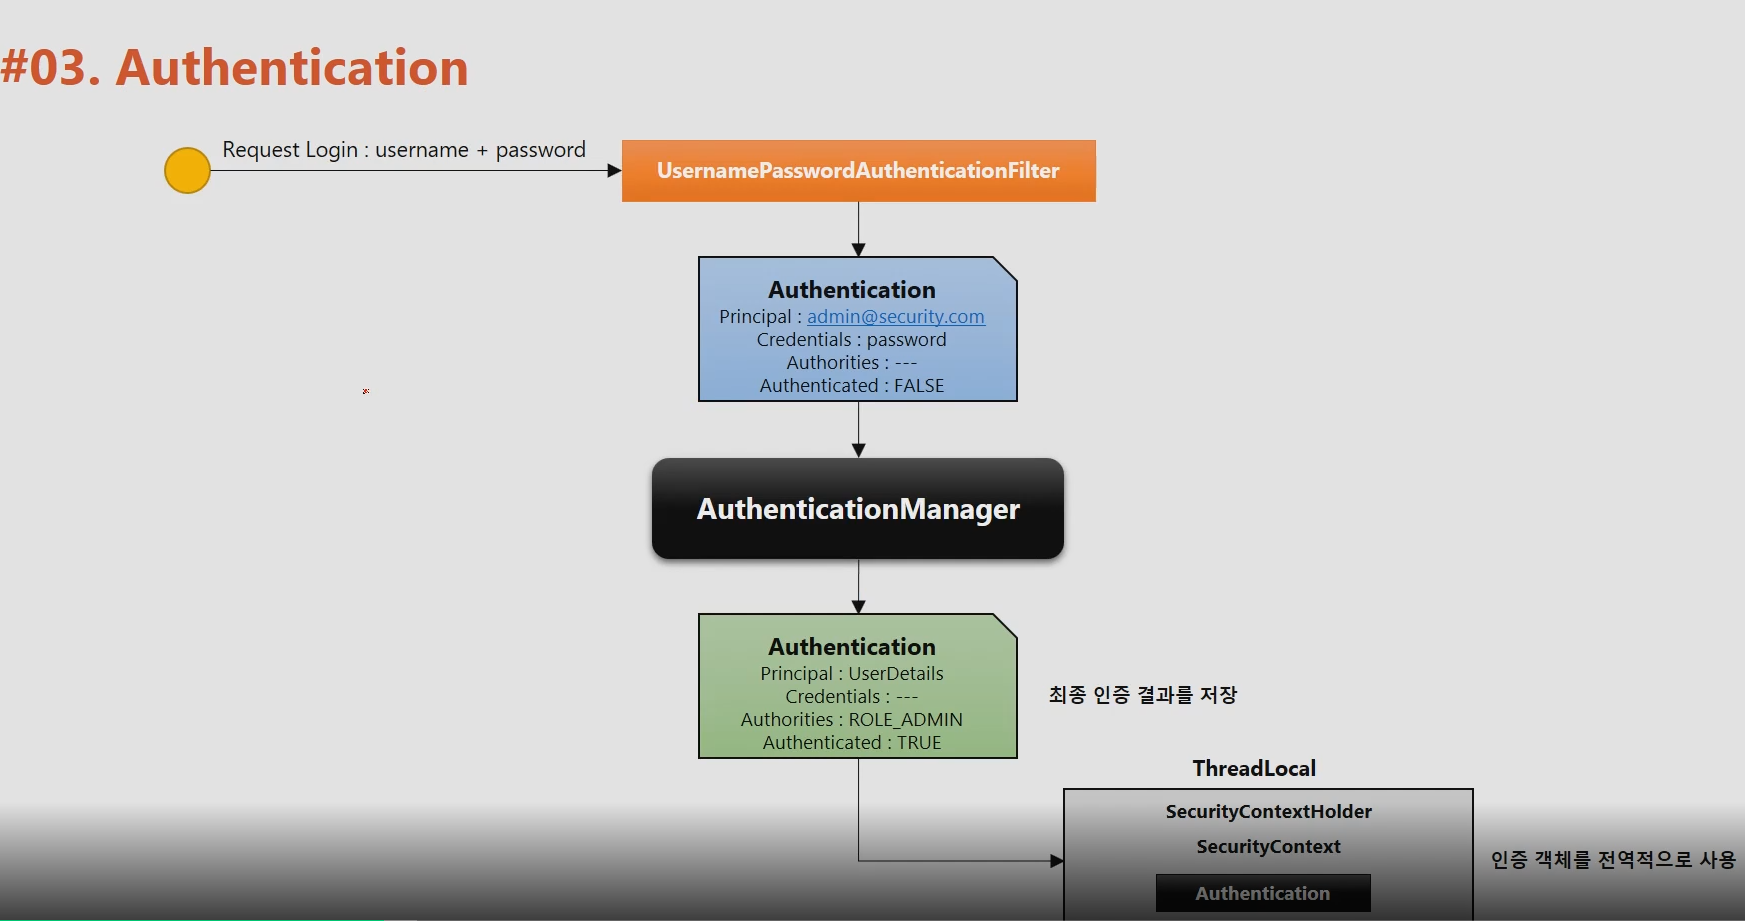 #03. Authentication
Request Login : username + password
UsernamePasswordAuthenticationFilter
Authentication
Principal : admin@security.com
Credentials : password
Authorities : ---
Authenticated : FALSE
AuthenticationManager
Authentication
Principal : UserDetails
Credentials : ---
Authorities : ROLE_ADMIN
Authenticated : TRUE
최종 인증 결과를 저장
ThreadLocal
SecurityContextHolder
SecurityContext
인증 객체를 전역적으로 사용
Authentication